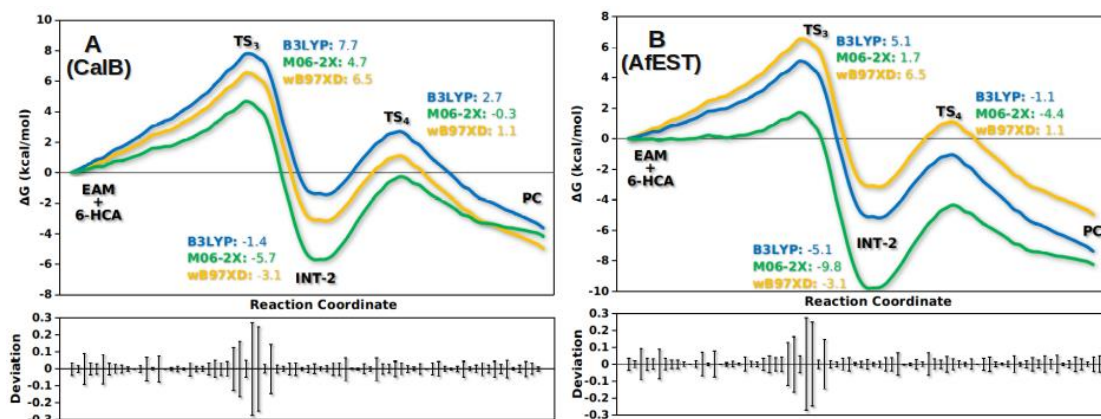 A
(CalB)
TS₃
B3LYP: 7.7
M06-2X: 4.7
wB97XD: 6.5
B3LYP: 2.7
M06-2X: -0.3
wB97XD: 1.1
TS₄
EAM
+
6-HCA
PC
B3LYP: -1.4
M06-2X: -5.7
wB97XD: -3.1
INT-2
ΔG (kcal/mol)
10
8
6
4
2
0
-2
-4
-6
-8
Reaction Coordinate
Deviation
0.3
0.2
0.1
0
0.1
0.2
0.3
B
(AfEST)
TS₃
B3LYP: 5.1
M06-2X: 1.7
wB97XD: 6.5
B3LYP: -1.1
M06-2X: -4.4
wB97XD: 1.1
TS₄
EAM
+
6-HCA
PC
INT-2
B3LYP: -5.1
M06-2X: -9.8
wB97XD: -3.1
ΔG (kcal/mol)
8
6
4
2
0
-2
-4
-6
-8
-10
Reaction Coordinate
Deviation
0.3
0.2
0.1
0
0.1
0.2
0.3